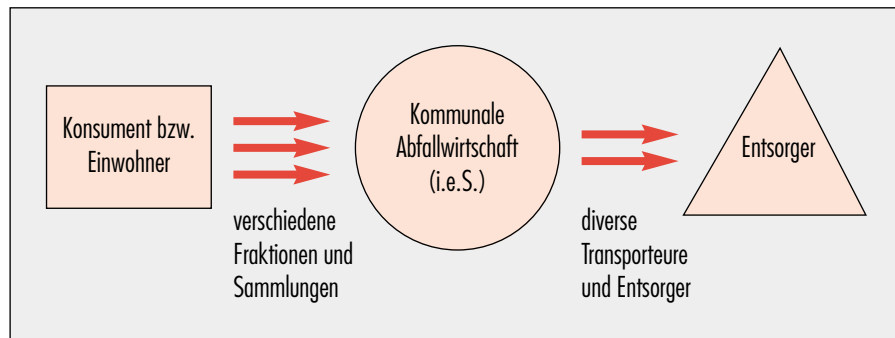 Konsument bzw.
Einwohner
verschiedene
Fraktionen und
Sammlungen
Kommunale
Abfallwirtschaft
(i.e.S.)
diverse
Transporteure
und Entsorger
Entsorger